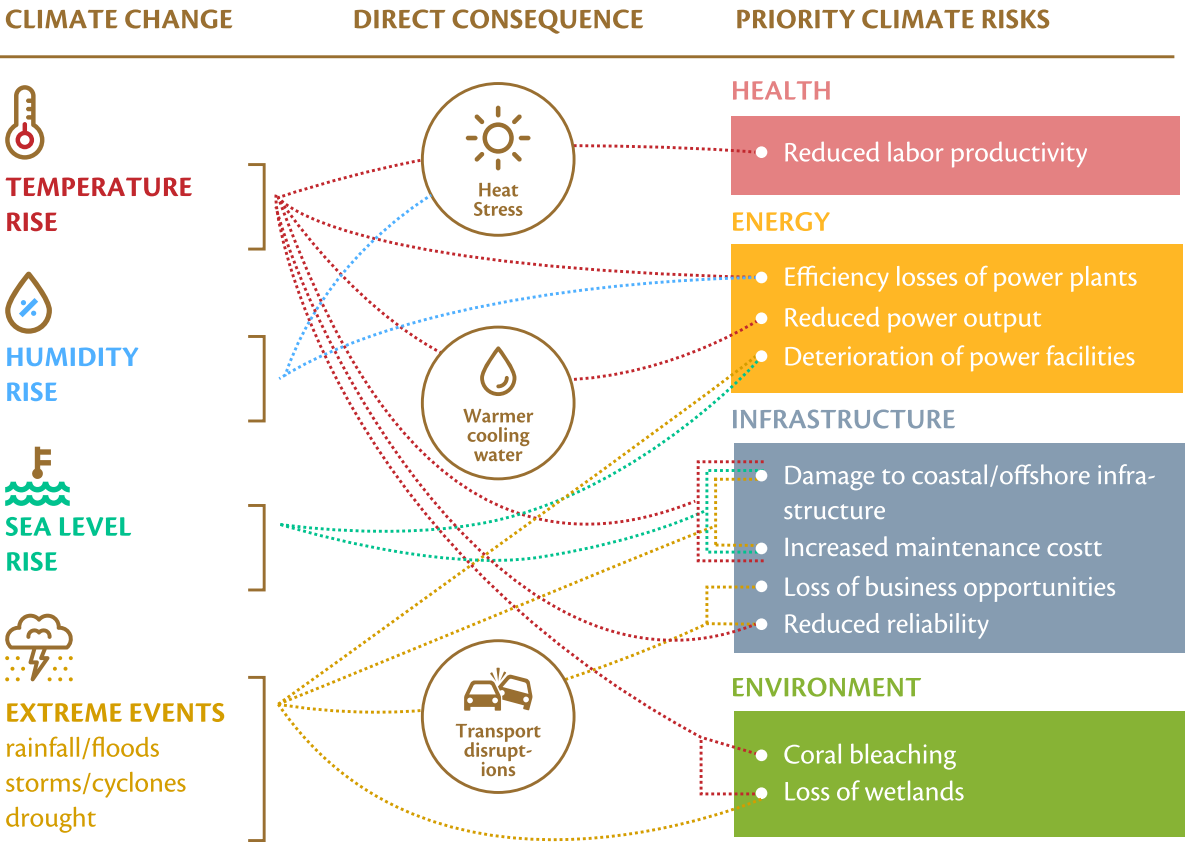 CLIMATE CHANGE
DIRECT CONSEQUENCE
PRIORITY CLIMATE RISKS
TEMPERATURE
RISE
HUMIDITY
RISE
SEA LEVEL
RISE
EXTREME EVENTS
rainfall/floods
storms/cyclones
drought
Heat
Stress
Warmer
cooling
water
Transport
disrupt-
ions
HEALTH
Reduced labor productivity
ENERGY
Efficiency losses of power plants
Reduced power output
Deterioration of power facilities
INFRASTRUCTURE
Damage to coastal/offshore infra-
structure
Increased maintenance costt
Loss of business opportunities
Reduced reliability
ENVIRONMENT
Coral bleaching
Loss of wetlands